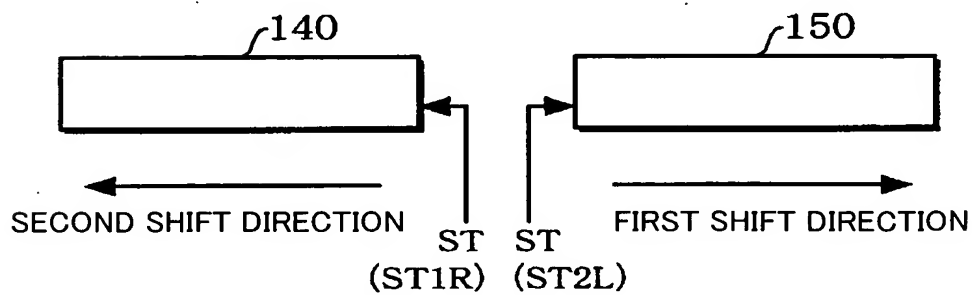 140 150
SECOND SHIFT DIRECTION FIRST SHIFT DIRECTION
ST ST
(ST1R) (ST2L)